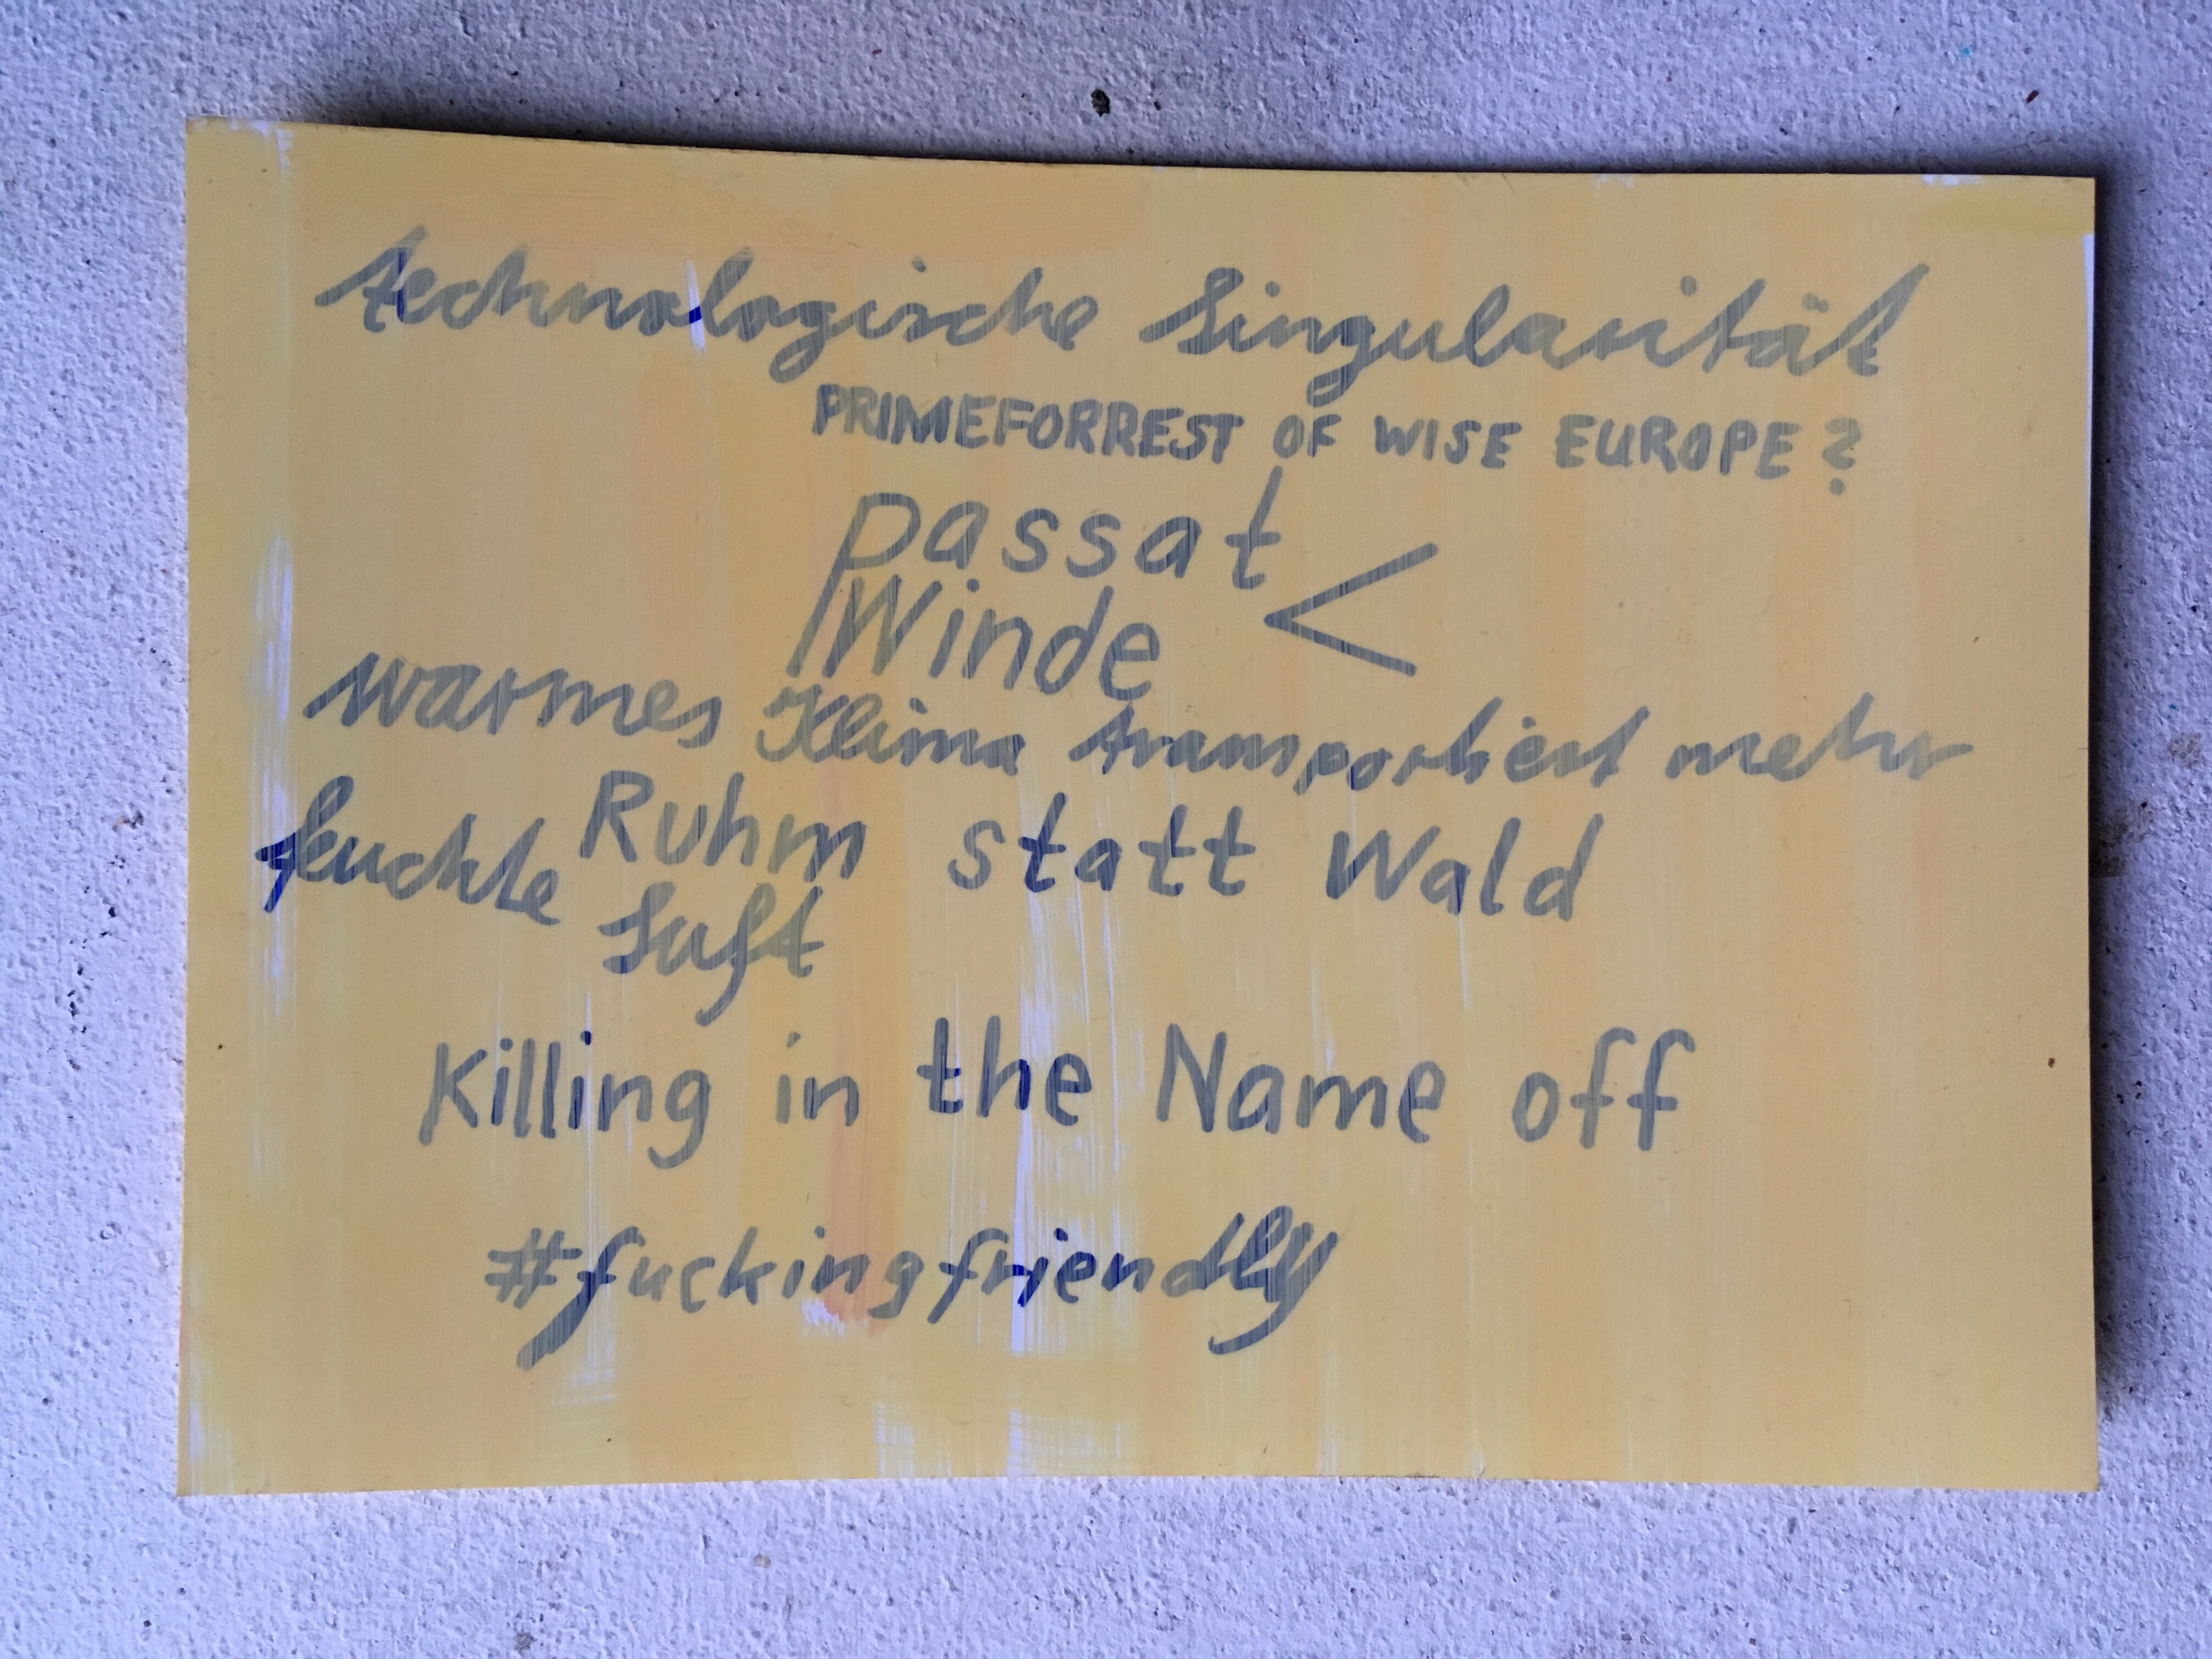 technologische Singularität
PRIMEFORREST OF WISE EUROPE?
passat
Winde <
warmes Klima transportiert mehr
feuchte Ruhm statt Wald
Luft
Killing in the Name off
#fuckingfriendly